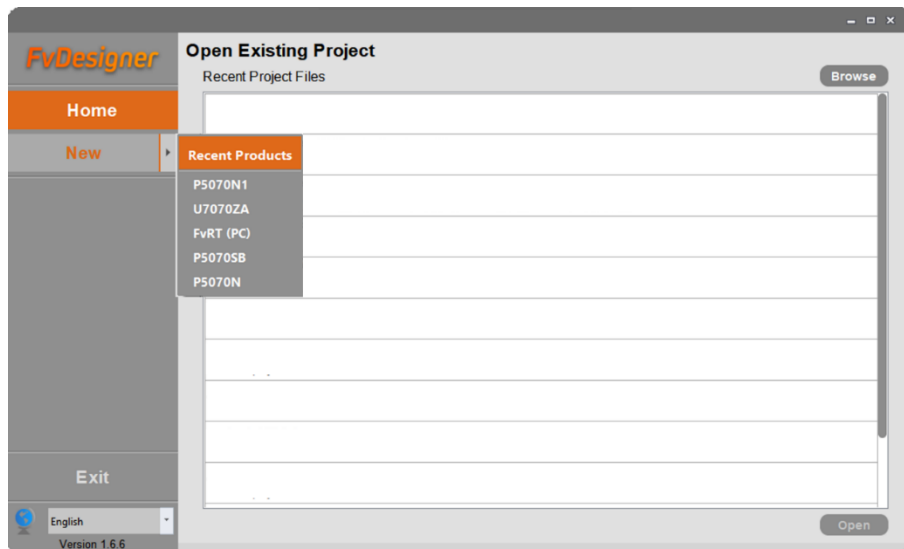 FvDesigner
Open Existing Project
Recent Project Files
Browse
Home
New
Recent Products
P5070N1
U7070ZA
FvRT (PC)
P5070SB
P5070N
Exit
English
Version 1.6.6
Open